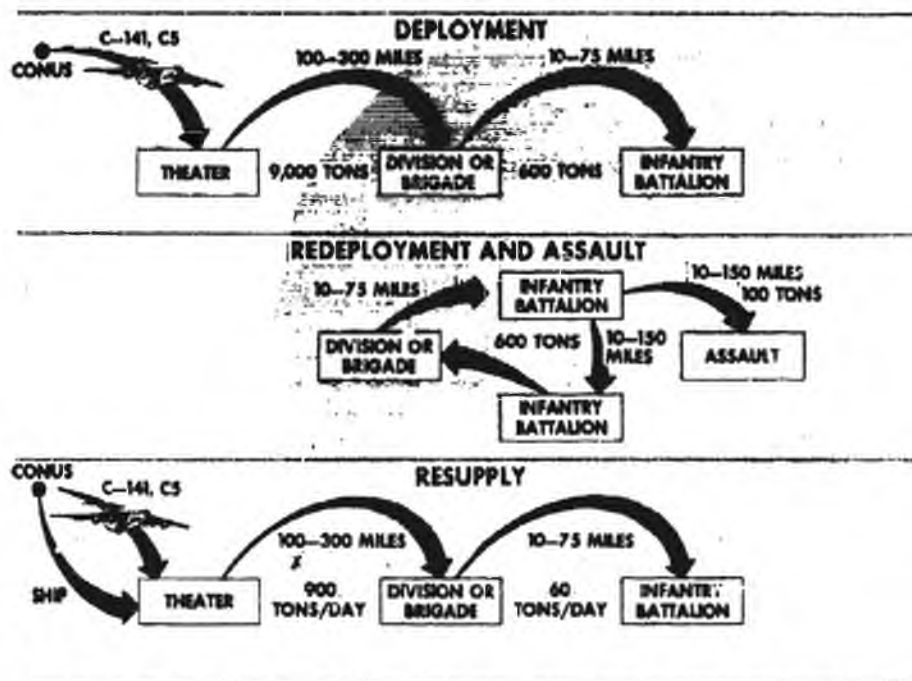 DEPLOYMENT
C–141, C5
CONUS
100–300 MILES
10–75 MILES
THEATER
9,000 TONS
DIVISION OR
BRIGADE
600 TONS
INFANTRY
BATTALION
REDEPLOYMENT AND ASSAULT
10–75 MILES
INFANTRY
BATTALION
10–150 MILES
100 TONS
DIVISION OR
BRIGADE
600 TONS
10–150
MILES
ASSAULT
INFANTRY
BATTALION
RESUPPLY
CONUS
C–141, C5
100–300 MILES
10–75 MILES
SHIP
THEATER
900
TONS/DAY
DIVISION OR
BRIGADE
60
TONS/DAY
INFANTRY
BATTALION